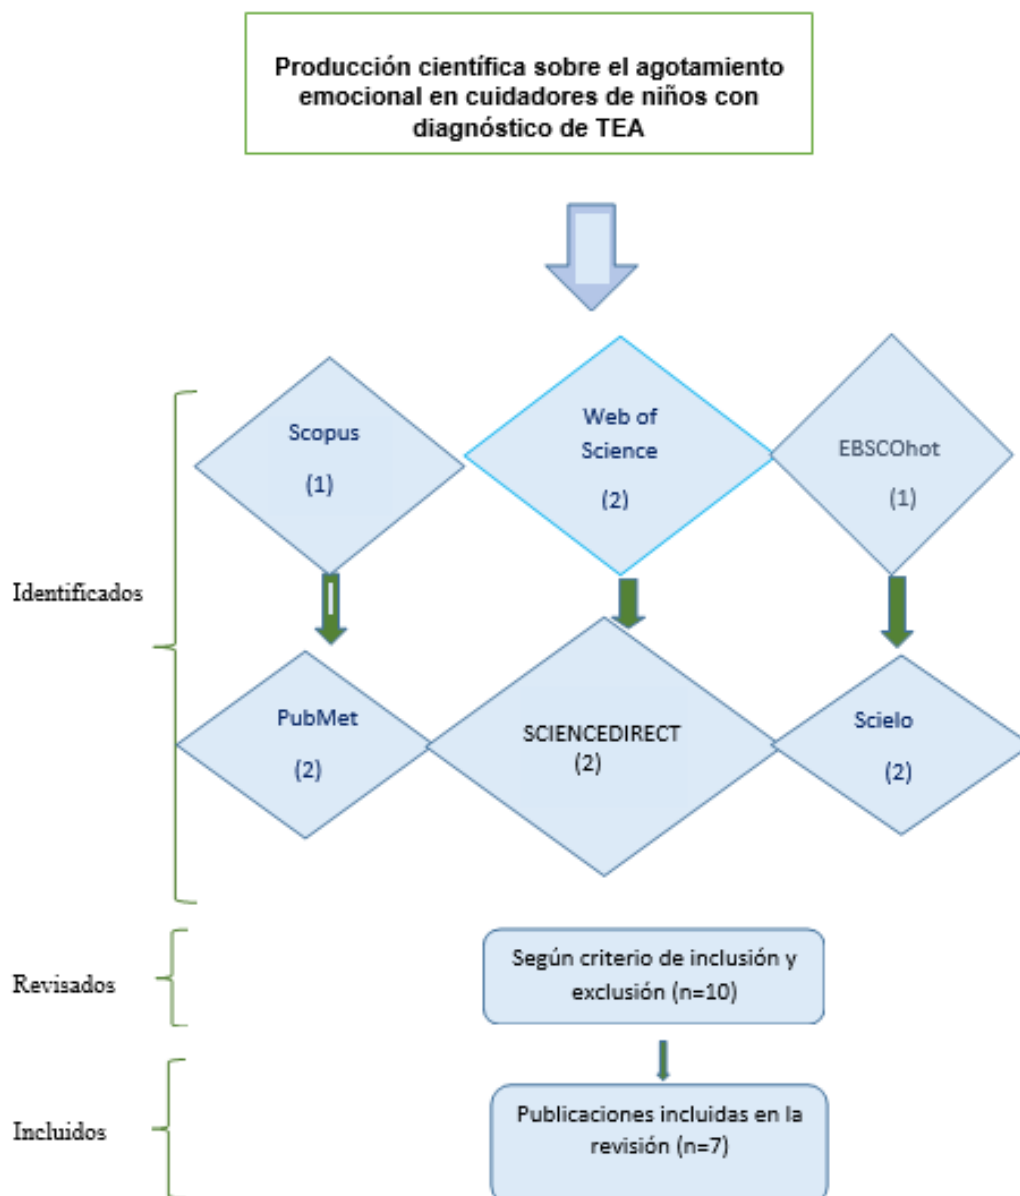 Producción científica sobre el agotamiento
emocional en cuidadores de niños con
diagnóstico de TEA
Scopus
(1)
Web of
Science
(2)
EBSCOhot
(1)
Identificados
PubMet
(2)
SCIENCEDIRECT
(2)
Scielo
(2)
Revisados
Según criterio de inclusión y
exclusión (n=10)
Incluidos
Publicaciones incluidas en la
revisión (n=7)